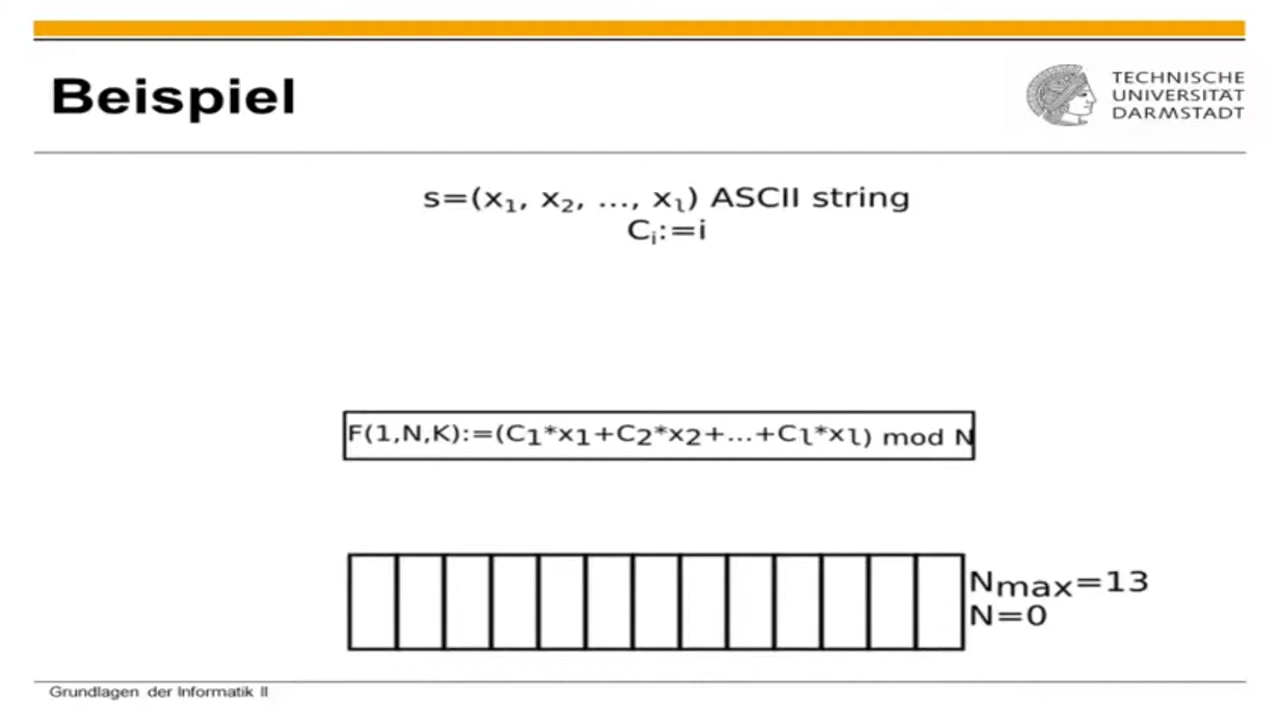 Beispiel
TECHNISCHE
UNIVERSITÄT
DARMSTADT
s=(x₁, x₂, ..., xₗ) ASCII string
Cᵢ:=i
F(1,N,K):=(C₁*x₁+C₂*x₂+...+Cₗ*xₗ) mod N
Nmax=13
N=0
Grundlagen der Informatik II